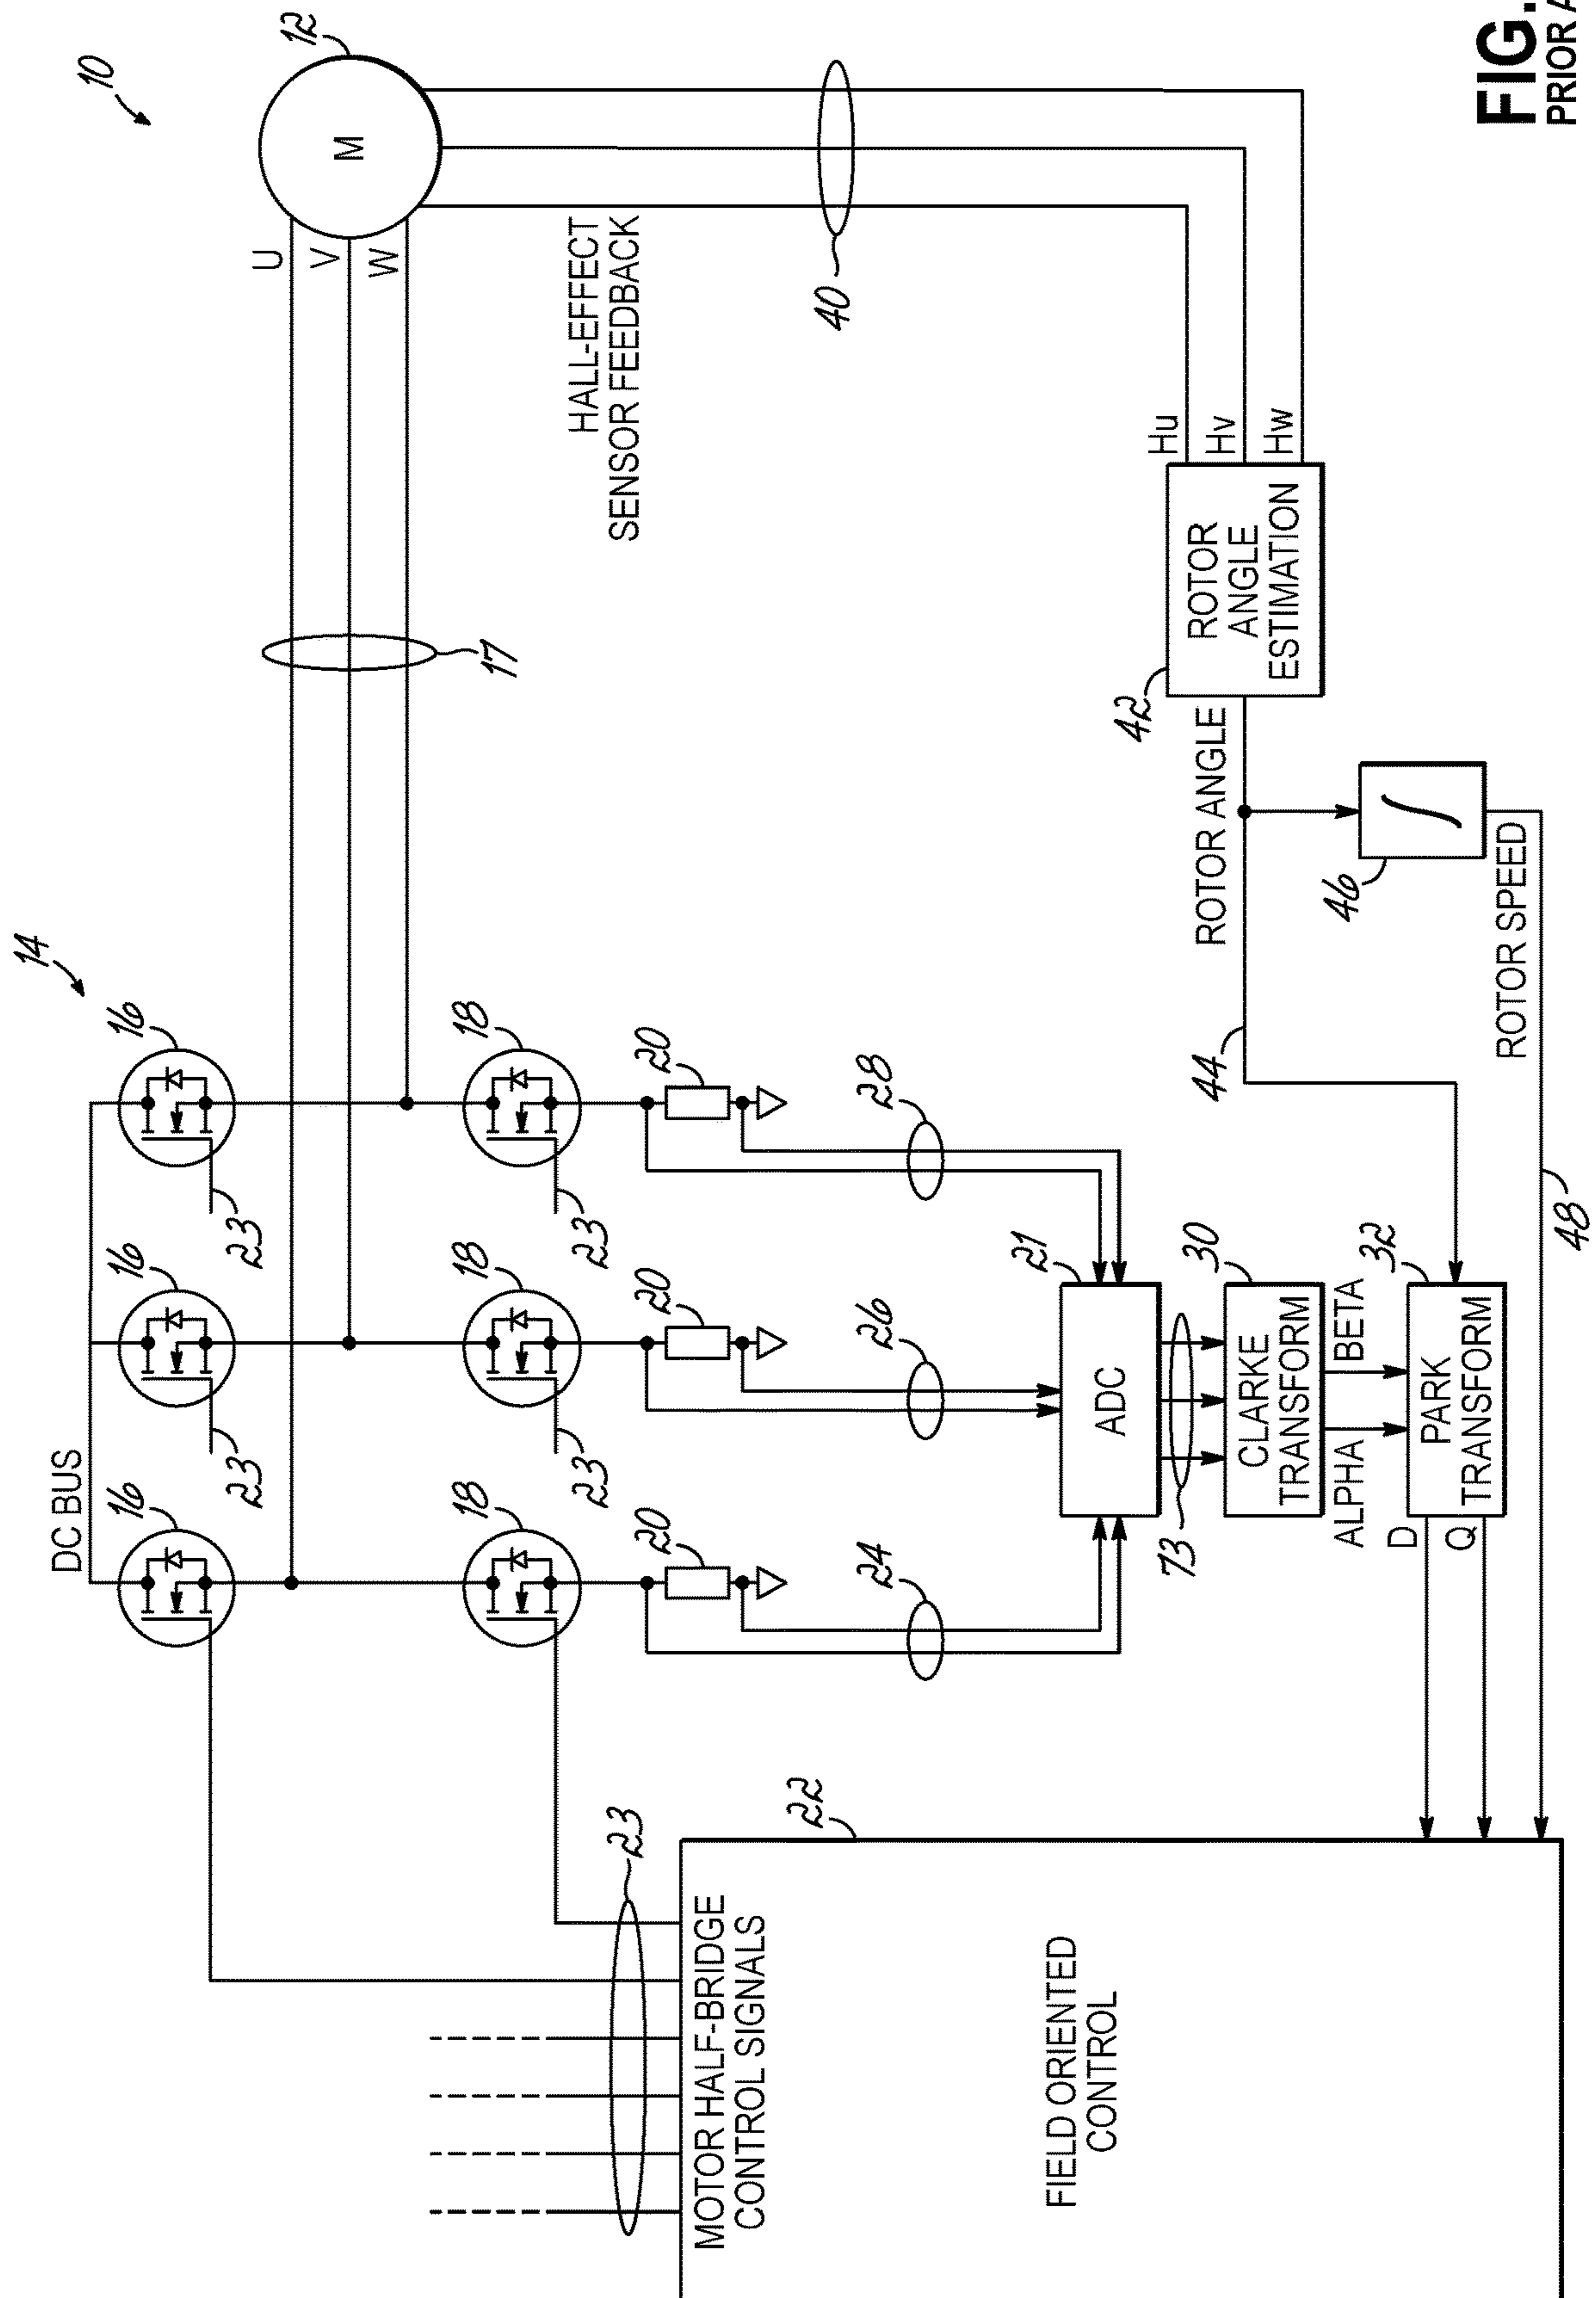 10
12
M
14
DC BUS
16
16
16
23
23
U
V
W
17
18
18
18
23
23
HALL-EFFECT
SENSOR FEEDBACK
20
20
20
40
24
26
28
23
MOTOR HALF-BRIDGE
CONTROL SIGNALS
22
FIELD ORIENTED
CONTROL
ADC
21
73
CLARKE
TRANSFORM
30
ALPHA
BETA
PARK
TRANSFORM
32
D
Q
44
ROTOR ANGLE
42
ROTOR
ANGLE
ESTIMATION
Hu
Hv
Hw
46
ROTOR SPEED
48
FIG.
PRIOR A